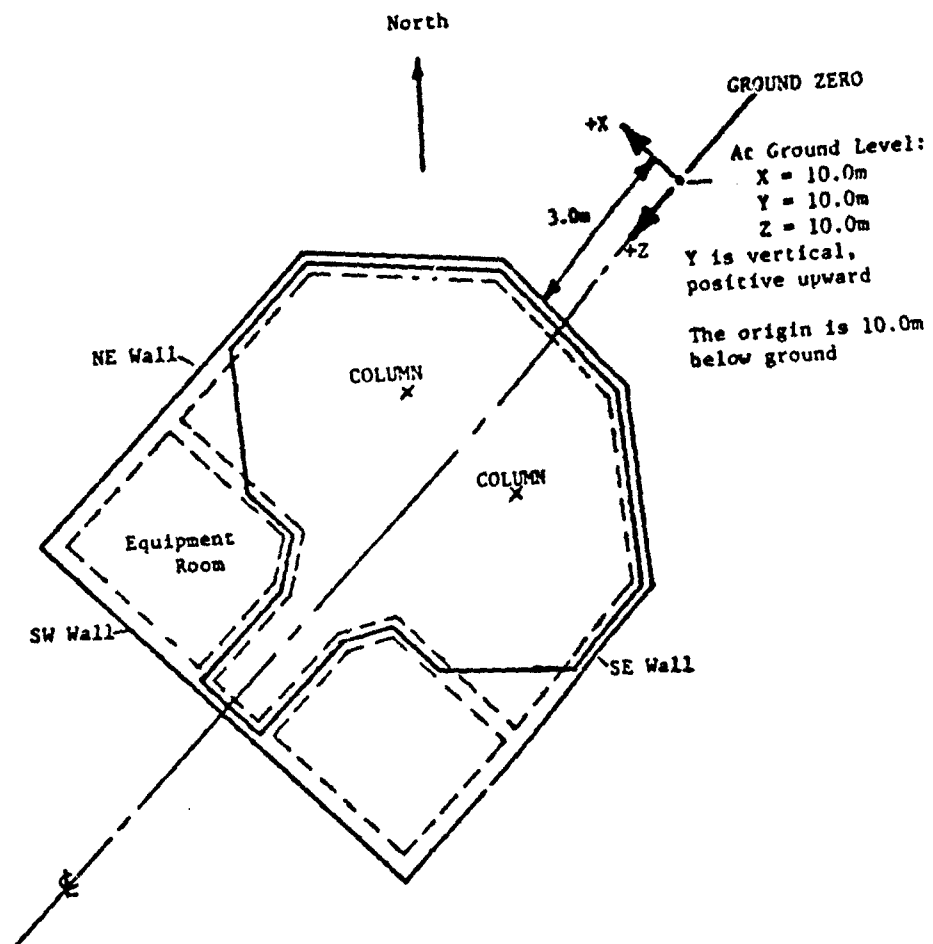 North
GROUND ZERO
+X
At Ground Level:
X = 10.0m
Y = 10.0m
Z = 10.0m
3.0m
+Z
Y is vertical,
positive upward
The origin is 10.0m
below ground
NE Wall
COLUMN
x
COLUMN
x
Equipment
Room
SW Wall
SE Wall
℄